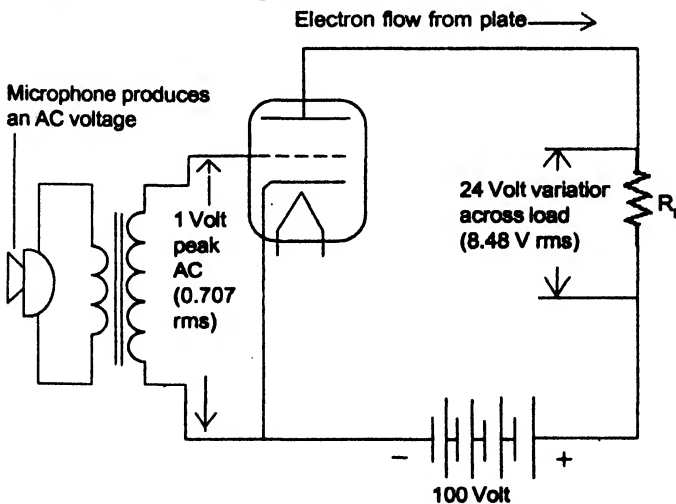 Electron flow from plate
Microphone produces
an AC voltage
1 Volt
peak
AC
(0.707
rms)
24 Volt variation
across load
(8.48 V rms)
R
−
+
100 Volt